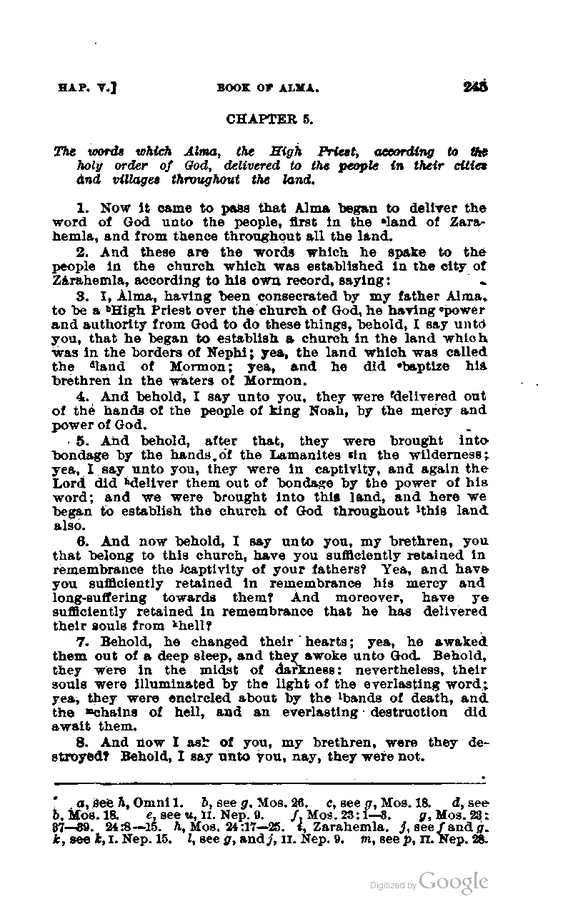 HAP. V.] BOOK OF ALMA. 245
CHAPTER 5.
The words which Alma, the High Priest, according to the
holy order of God, delivered to the people in their cities
and villages throughout the land.
1. Now it came to pass that Alma began to deliver the
word of God unto the people, first in the ᵃland of Zara-
hemla, and from thence throughout all the land.
2. And these are the words which he spake to the
people in the church which was established in the city of
Zarahemla, according to his own record, saying:
3. I, Alma, having been consecrated by my father Alma,
to be a ᵇHigh Priest over the church of God, he having ᶜpower
and authority from God to do these things, behold, I say unto
you, that he began to establish a church in the land which
was in the borders of Nephi; yea, the land which was called
the ᵈland of Mormon; yea, and he did ᵉbaptize his
brethren in the waters of Mormon.
4. And behold, I say unto you, they were ᶠdelivered out
of the hands of the people of king Noah, by the mercy and
power of God.
5. And behold, after that, they were brought into
bondage by the hands of the Lamanites ᵍin the wilderness;
yea, I say unto you, they were in captivity, and again the
Lord did ʰdeliver them out of bondage by the power of his
word; and we were brought into this land, and here we
began to establish the church of God throughout ⁱthis land
also.
6. And now behold, I say unto you, my brethren, you
that belong to this church, have you sufficiently retained in
remembrance the ʲcaptivity of your fathers? Yea, and have
you sufficiently retained in remembrance his mercy and
long-suffering towards them? And moreover, have ye
sufficiently retained in remembrance that he has delivered
their souls from ᵏhell?
7. Behold, he changed their hearts; yea, he awaked
them out of a deep sleep, and they awoke unto God. Behold,
they were in the midst of darkness: nevertheless, their
souls were illuminated by the light of the everlasting word;
yea, they were encircled about by the ˡbands of death, and
the ᵐchains of hell, and an everlasting destruction did
await them.
8. And now I ask of you, my brethren, were they de-
stroyed? Behold, I say unto you, nay, they were not.
a, see h, Omni 1. b, see g, Mos. 26. c, see g, Mos. 18. d, see
b, Mos. 18. e, see u, II. Nep. 9. f, Mos. 23: 1—3. g, Mos. 23:
37—39. 24:8—15. h, Mos. 24:17—25. i, Zarahemla. j, see f and g.
k, see k, I. Nep. 15. l, see g, and j, II. Nep. 9. m, see p, II. Nep. 28.
Digitized by Google